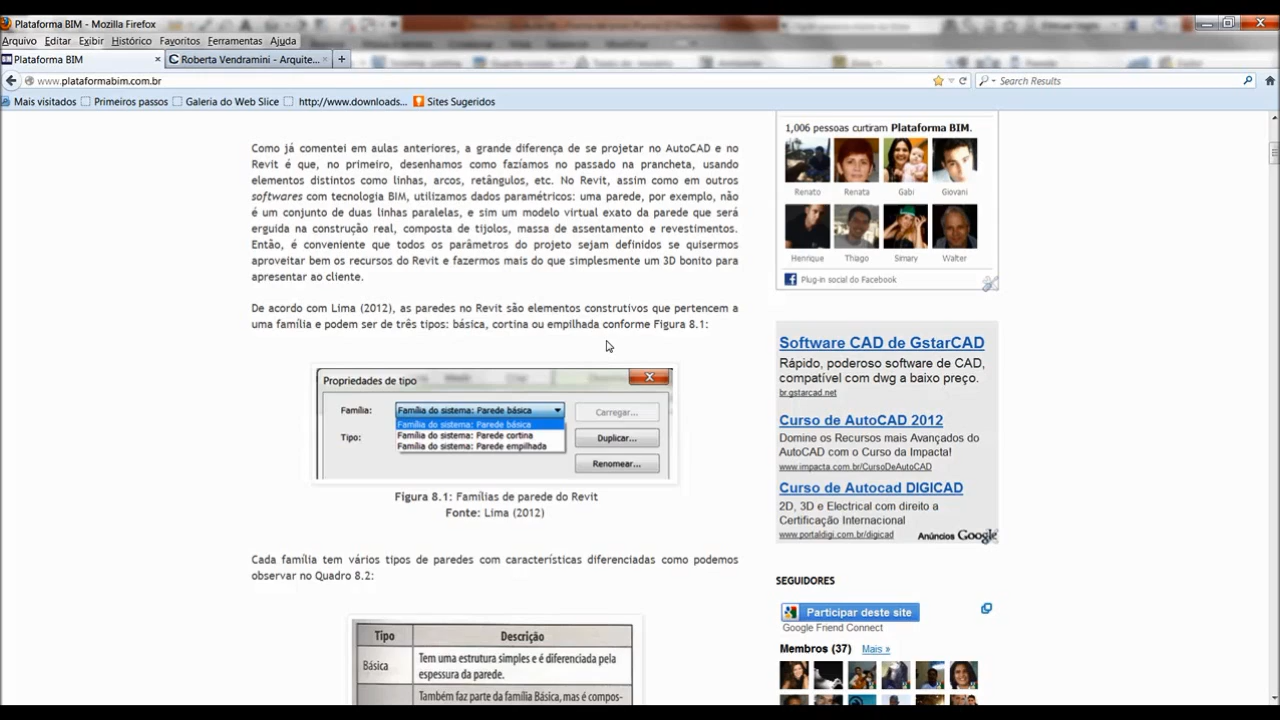 Plataforma BIM - Mozilla Firefox
Arquivo Editar Exibir Histórico Favoritos Ferramentas Ajuda
Plataforma BIM × Roberta Vendramini - Arquite... × +
www.plataformabim.com.br
Search Results
Mais visitados Primeiros passos Galeria do Web Slice http://www.downloads... Sites Sugeridos
Como já comentei em aulas anteriores, a grande diferença de se projetar no AutoCAD e no
Revit é que, no primeiro, desenhamos como fazíamos no passado na prancheta, usando
elementos distintos como linhas, arcos, retângulos, etc. No Revit, assim como em outros
softwares com tecnologia BIM, utilizamos dados paramétricos: uma parede, por exemplo, não
é um conjunto de duas linhas paralelas, e sim um modelo virtual exato da parede que será
erguida na construção real, composta de tijolos, massa de assentamento e revestimentos.
Então, é conveniente que todos os parâmetros do projeto sejam definidos se quisermos
aproveitar bem os recursos do Revit e fazermos mais do que simplesmente um 3D bonito para
apresentar ao cliente.
De acordo com Lima (2012), as paredes no Revit são elementos construtivos que pertencem a
uma família e podem ser de três tipos: básica, cortina ou empilhada conforme Figura 8.1:
Propriedades de tipo
Família: Família do sistema: Parede básica Carregar...
Família do sistema: Parede básica
Tipo: Família do sistema: Parede cortina Duplicar...
Família do sistema: Parede empilhada
Renomear...
Figura 8.1: Famílias de parede do Revit
Fonte: Lima (2012)
Cada família tem vários tipos de paredes com características diferenciadas como podemos
observar no Quadro 8.2:
Tipo Descrição
Básica Tem uma estrutura simples e é diferenciada pela
espessura da parede.
Também faz parte da família Básica, mas é compos-
1,006 pessoas curtiram Plataforma BIM.
Renato Renata Gabi Giovani
Henrique Thiago Simary Walter
Plug-in social do Facebook
Software CAD de GstarCAD
Rápido, poderoso software de CAD,
compatível com dwg a baixo preço.
br.gstarcad.net
Curso de AutoCAD 2012
Domine os Recursos mais Avançados do
AutoCAD com o Curso da Impacta!
www.impacta.com.br/CursoDeAutoCAD
Curso de Autocad DIGICAD
2D, 3D e Electrical com direito a
Certificação Internacional
www.portaldigi.com.br/digicad Anúncios Google
SEGUIDORES
Participar deste site
Google Friend Connect
Membros (37) Mais »